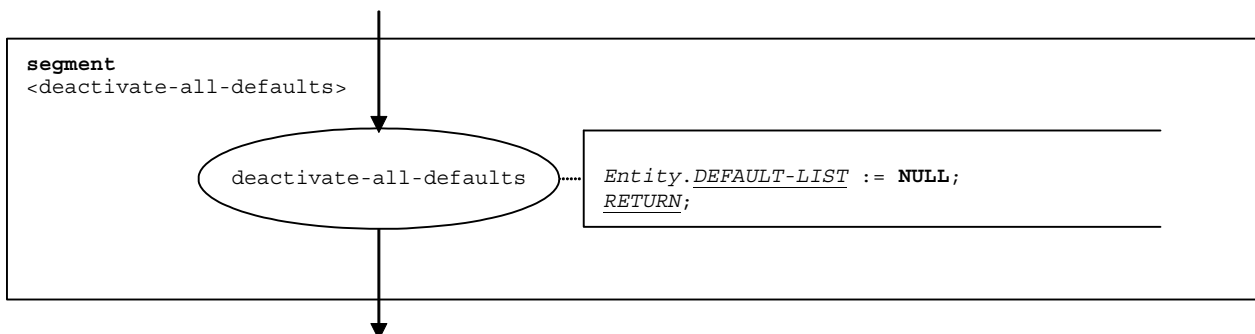 segment
<deactivate-all-defaults>
deactivate-all-defaults
Entity.DEFAULT-LIST := NULL;
RETURN;